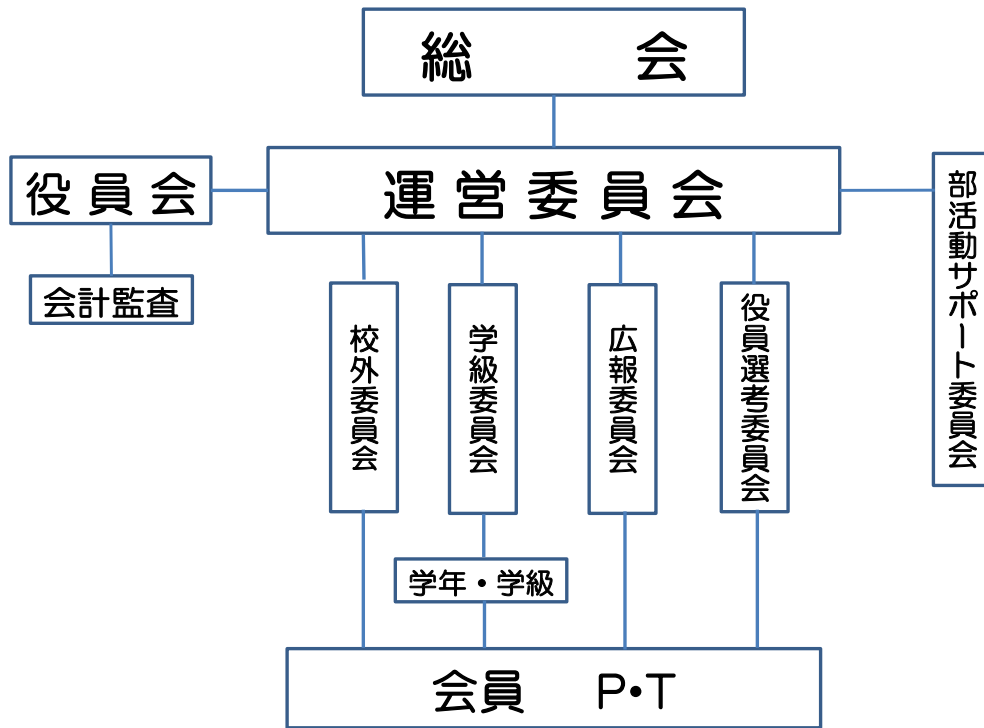 総　会
役員会
運営委員会
部活動サポート委員会
会計監査
校外委員会
学級委員会
広報委員会
役員選考委員会
学年・学級
会員　P・T